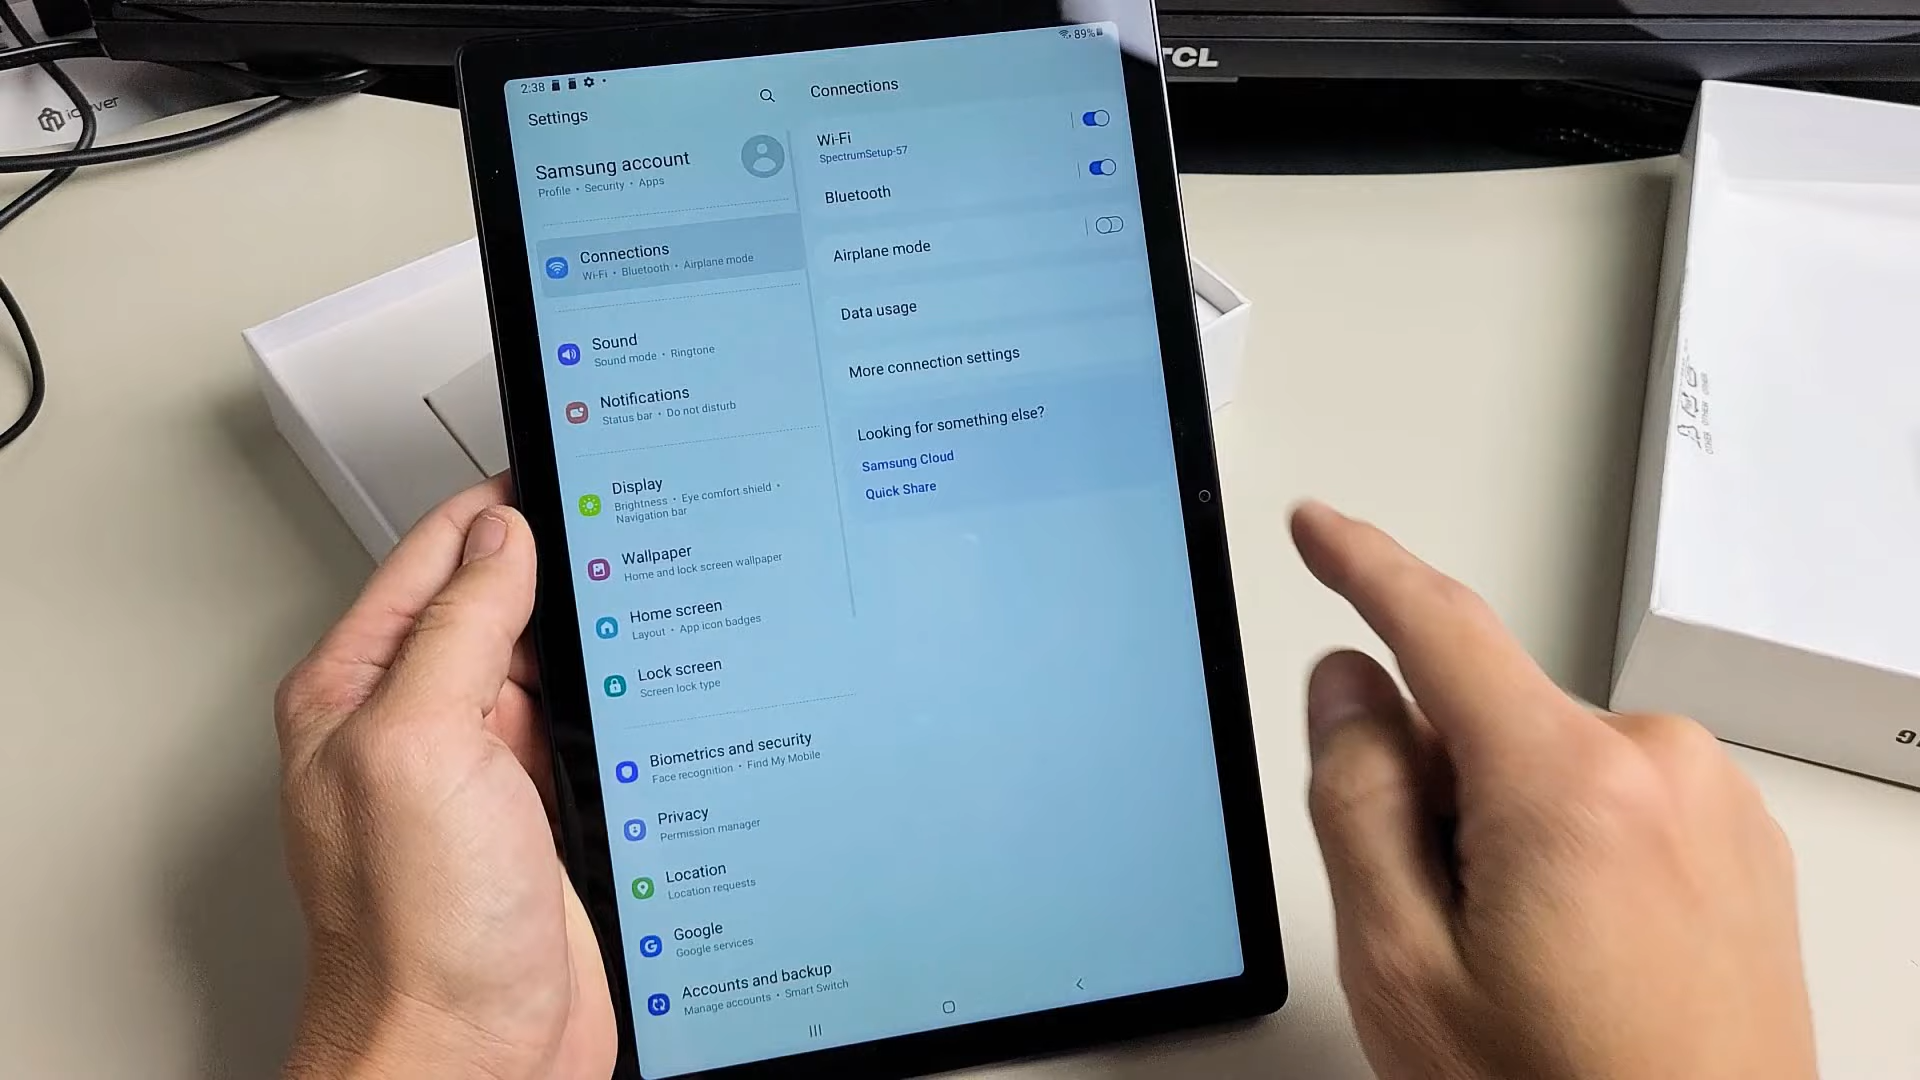 TCL
2:38
89%
Settings
Samsung account
Profile • Security • Apps
Connections
Wi-Fi • Bluetooth • Airplane mode
Sound
Sound mode • Ringtone
Notifications
Status bar • Do not disturb
Display
Brightness • Eye comfort shield •
Navigation bar
Wallpaper
Home and lock screen wallpaper
Home screen
Layout • App icon badges
Lock screen
Screen lock type
Biometrics and security
Face recognition • Find My Mobile
Privacy
Permission manager
Location
Location requests
Google
Google services
Accounts and backup
Manage accounts • Smart Switch
Connections
Wi-Fi
SpectrumSetup-57
Bluetooth
Airplane mode
Data usage
More connection settings
Looking for something else?
Samsung Cloud
Quick Share